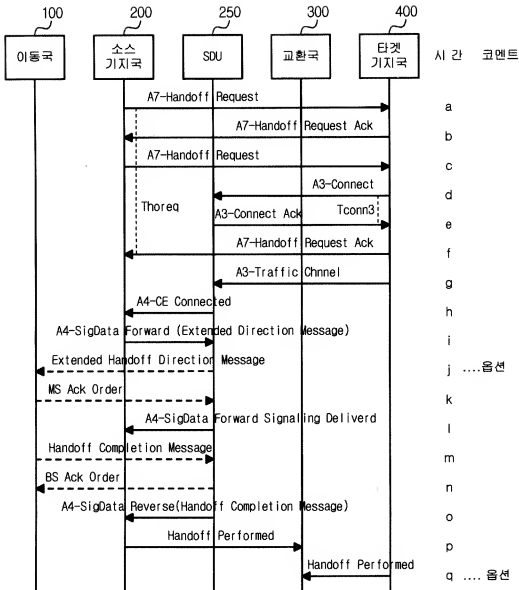 100 200 300 400
이동국 소스 기지국 SDU 교환국 타겟 기지국 시간 코멘트
A7-Handoff Request a
A7-Handoff Request Ack b
A7-Handoff Request c
A3-Connect d
Thoreq Tconn3
A3-Connect Ack e
A7-Handoff Request Ack f
A3-Traffic Chnnel g
A4-CE Connected h
A4-SigData Forward (Extended Direction Message) i
Extended Handoff Direction Message j ....옵션
MS Ack Order k
A4-SigData Forward Signaling Deliverd l
Handoff Completion Message m
BS Ack Order n
A4-SigData Reverse(Handoff Completion Message) o
Handoff Performed p
Handoff Performed q .... 옵션